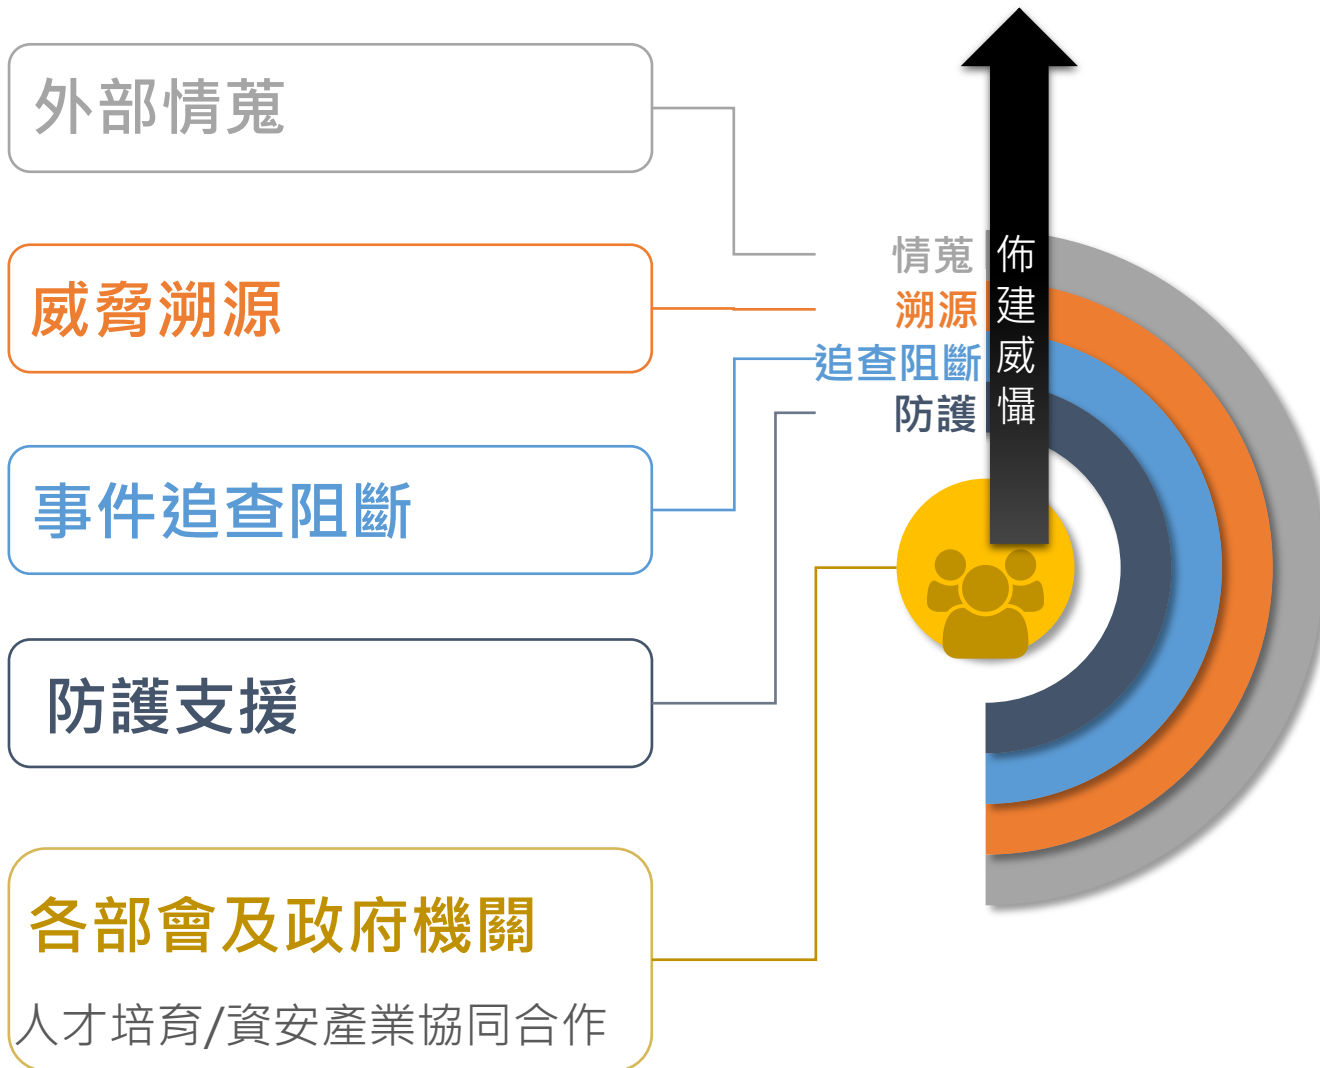 外部情蒐
威脅溯源
事件追查阻斷
防護支援
各部會及政府機關
人才培育/資安產業協同合作
情蒐
溯源
追查阻斷
防護
佈建威懾